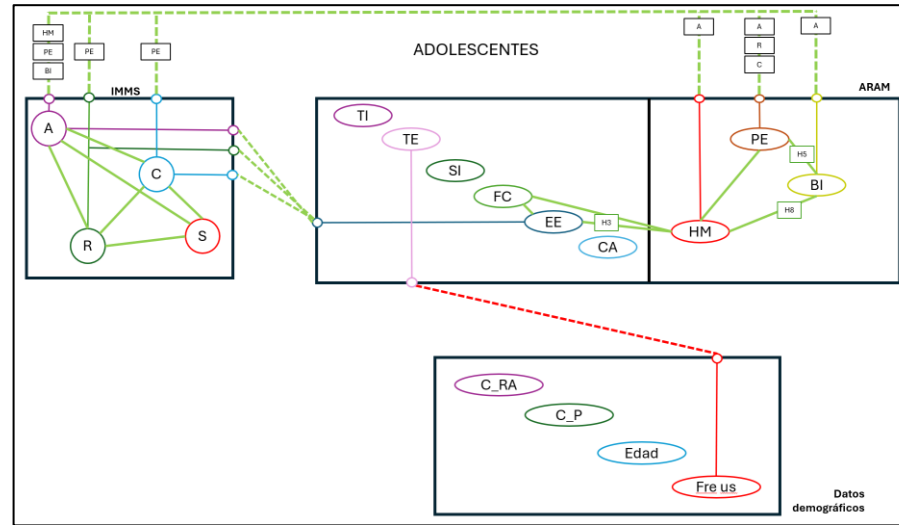 HM
PE
BI
PE
PE
ADOLESCENTES
A
A
R
C
A
IMMS
ARAM
A
C
R
S
TI
TE
SI
FC
EE
CA
H3
HM
PE
H5
BI
H8
C_RA
C_P
Edad
Fre us
Datos
demográficos